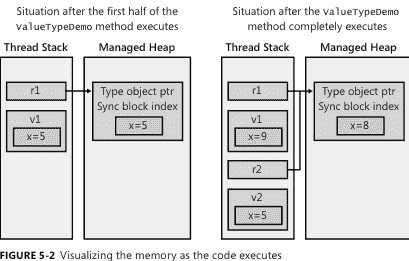 Situation after the first half of the
ValueTypeDemo method executes
Thread Stack
Managed Heap
r1
v1
x=5
Type object ptr
Sync block index
x=5
Situation after the ValueTypeDemo
method completely executes
Thread Stack
Managed Heap
r1
v1
x=9
r2
v2
x=5
Type object ptr
Sync block index
x=8
FIGURE 5-2 Visualizing the memory as the code executes